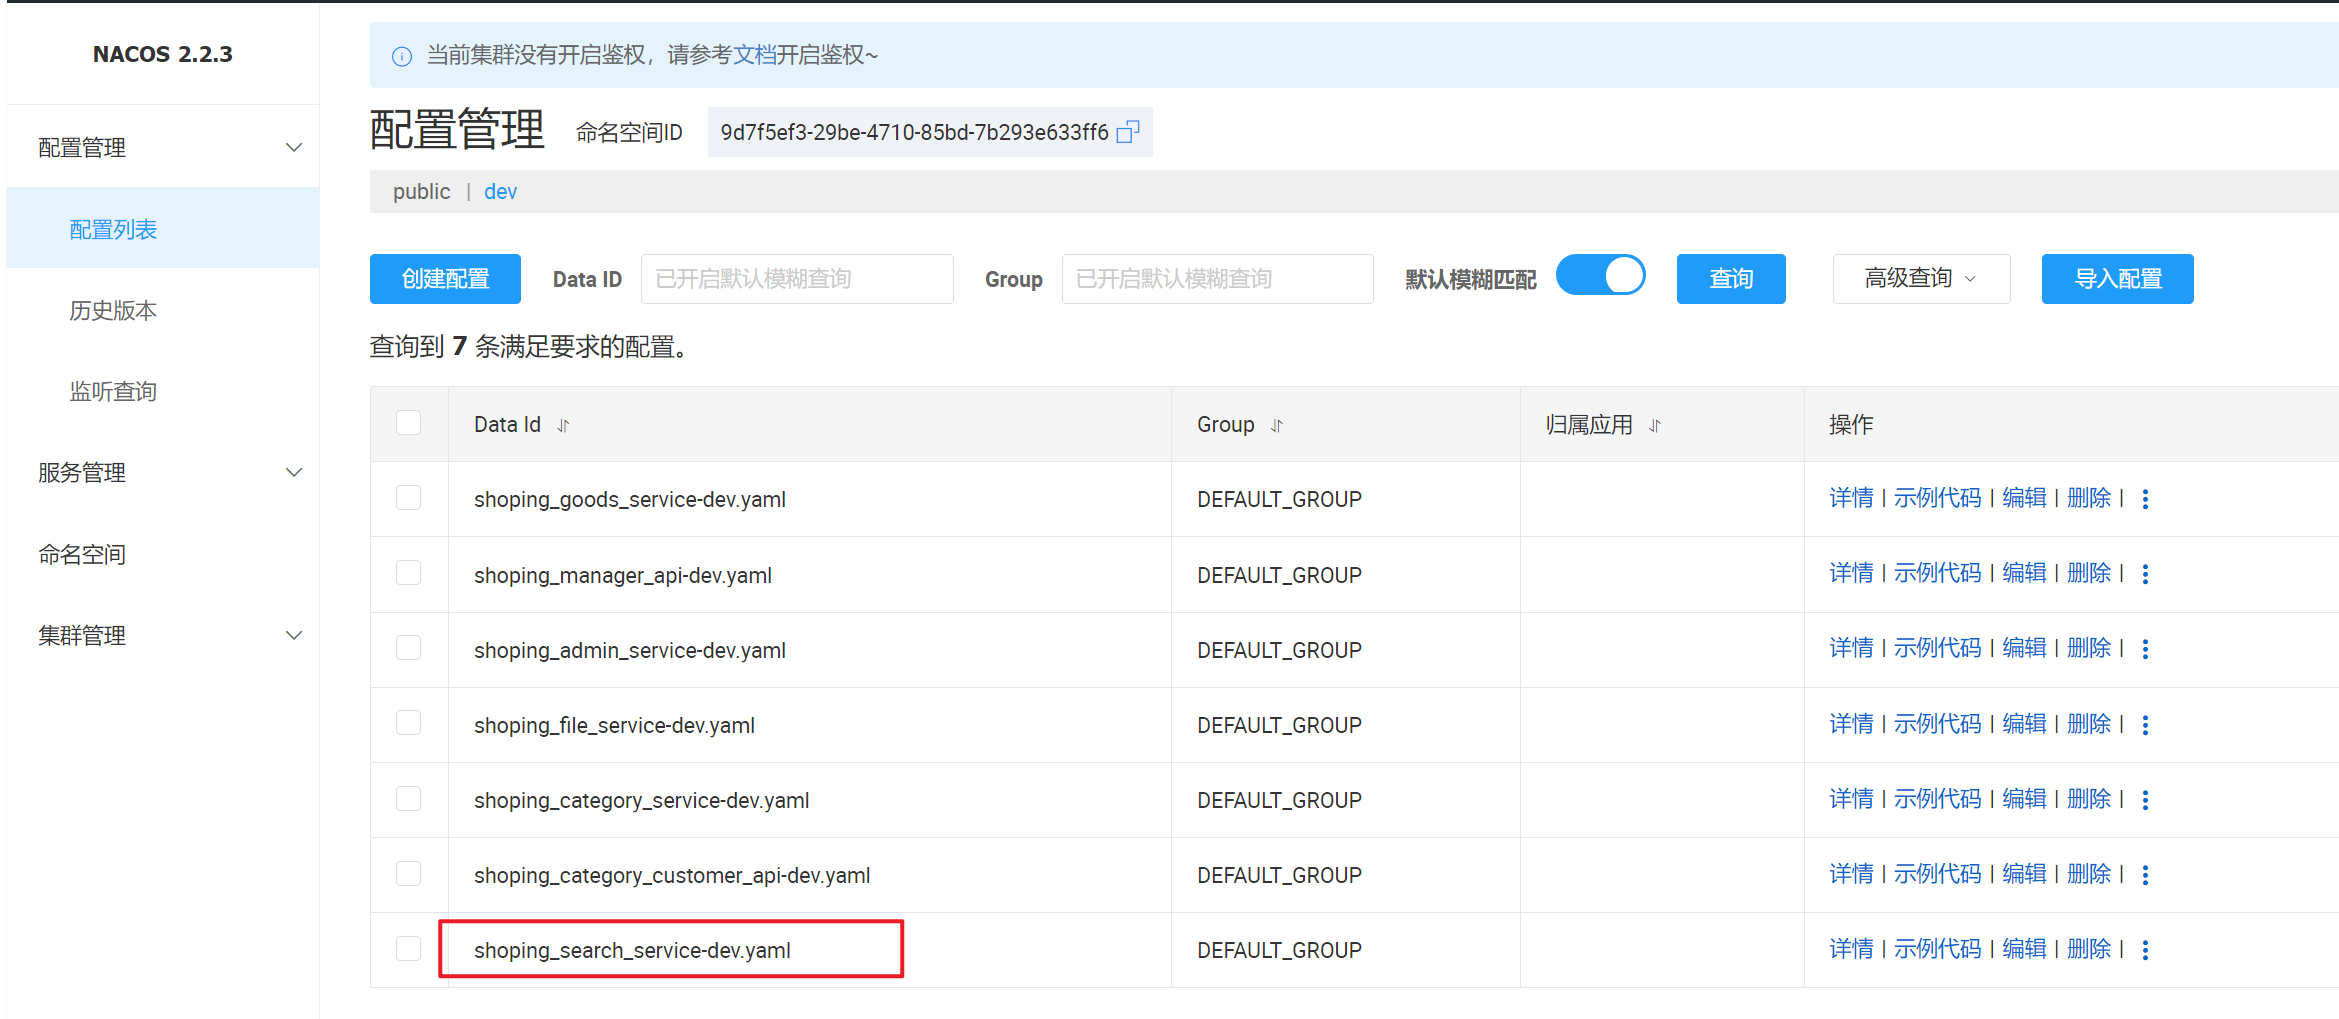 NACOS 2.2.3
配置管理
配置列表
历史版本
监听查询
服务管理
命名空间
集群管理
当前集群没有开启鉴权，请参考文档开启鉴权~
配置管理 命名空间ID 9d7f5ef3-29be-4710-85bd-7b293e633ff6
public | dev
创建配置 Data ID 已开启默认模糊查询 Group 已开启默认模糊查询 默认模糊匹配 查询 高级查询 导入配置
查询到 7 条满足要求的配置。
Data Id Group 归属应用 操作
shoping_goods_service-dev.yaml DEFAULT_GROUP 详情 | 示例代码 | 编辑 | 删除 |
shoping_manager_api-dev.yaml DEFAULT_GROUP 详情 | 示例代码 | 编辑 | 删除 |
shoping_admin_service-dev.yaml DEFAULT_GROUP 详情 | 示例代码 | 编辑 | 删除 |
shoping_file_service-dev.yaml DEFAULT_GROUP 详情 | 示例代码 | 编辑 | 删除 |
shoping_category_service-dev.yaml DEFAULT_GROUP 详情 | 示例代码 | 编辑 | 删除 |
shoping_category_customer_api-dev.yaml DEFAULT_GROUP 详情 | 示例代码 | 编辑 | 删除 |
shoping_search_service-dev.yaml DEFAULT_GROUP 详情 | 示例代码 | 编辑 | 删除 |